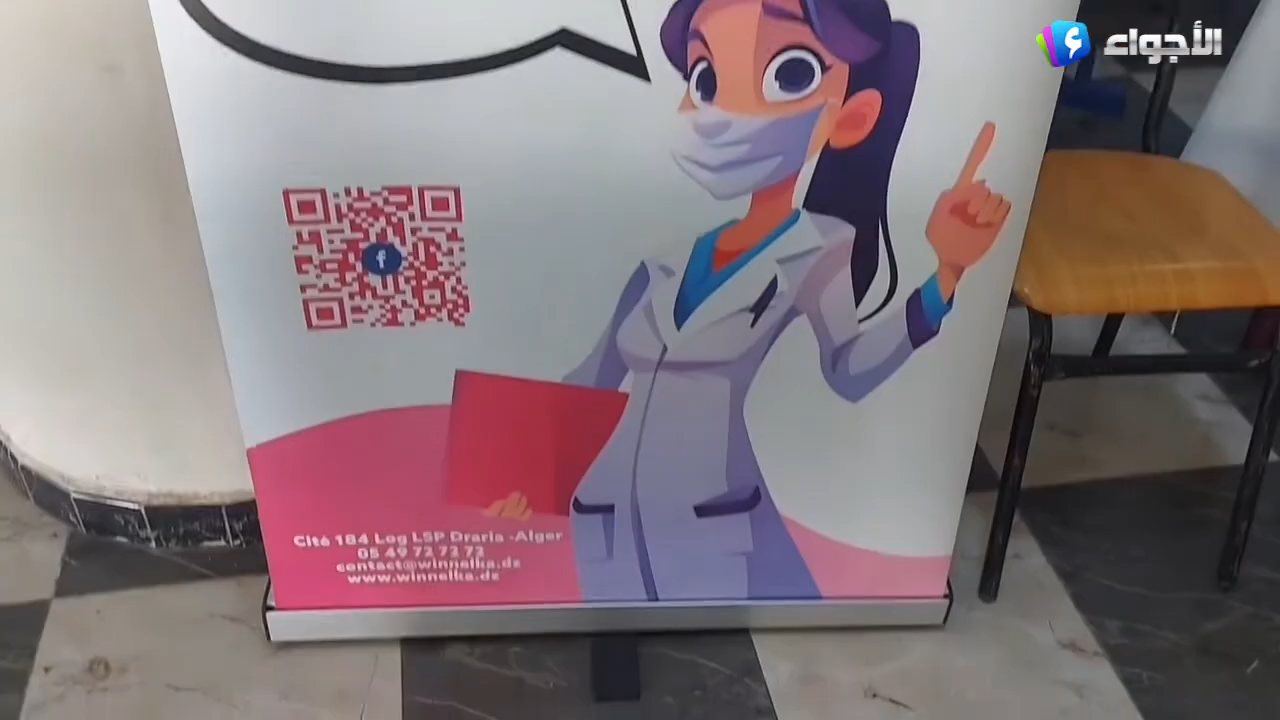 الأجواء
Cité 184 Log LSP Draria -Alger
05 49 72 72 72
contact@winnelka.dz
www.winnelka.dz